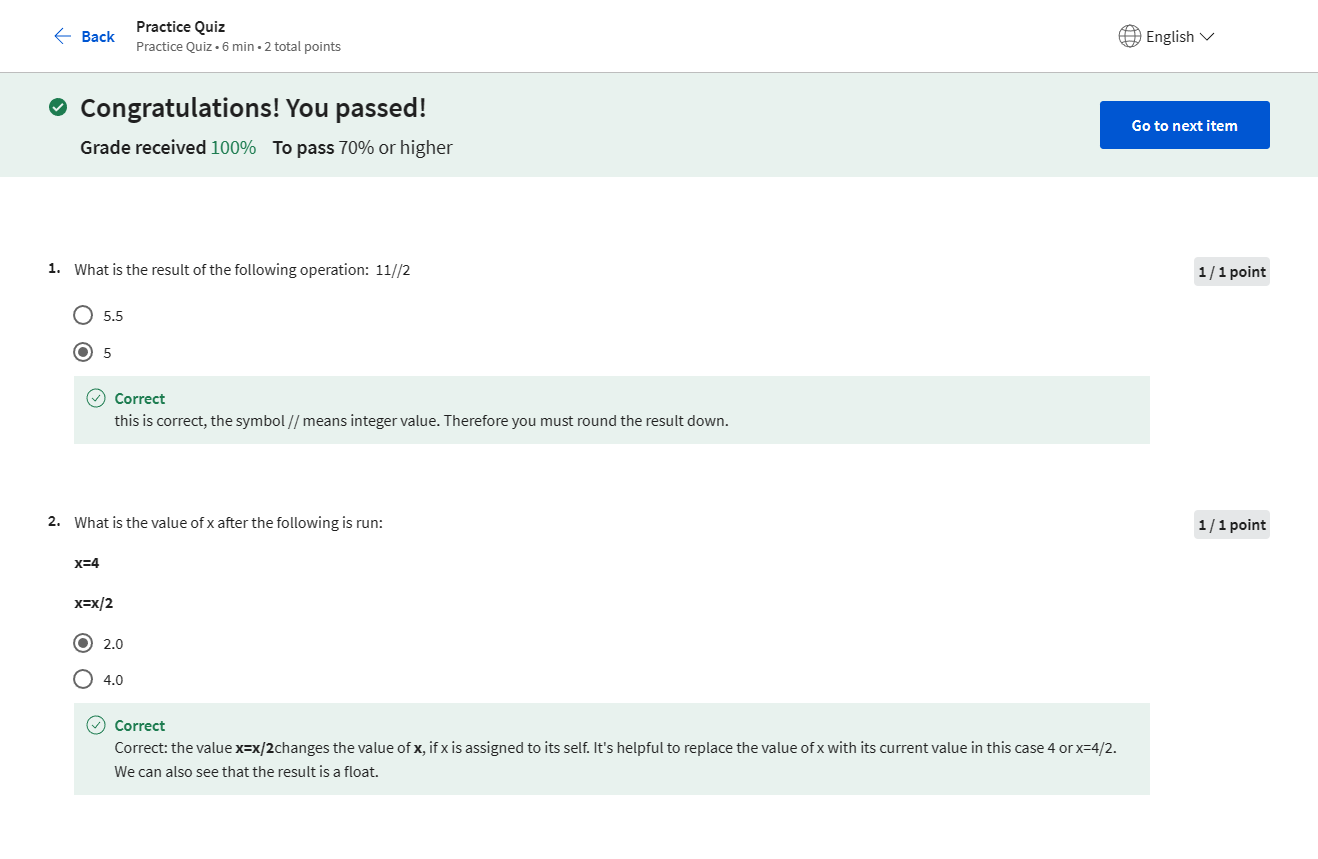 Back
Practice Quiz
Practice Quiz • 6 min • 2 total points
English
Congratulations! You passed!
Grade received 100% To pass 70% or higher
Go to next item
1. What is the result of the following operation: 11//2
1 / 1 point
5.5
5
Correct
this is correct, the symbol // means integer value. Therefore you must round the result down.
2. What is the value of x after the following is run:
1 / 1 point
x=4
x=x/2
2.0
4.0
Correct
Correct: the value x=x/2changes the value of x, if x is assigned to its self. It's helpful to replace the value of x with its current value in this case 4 or x=4/2.
We can also see that the result is a float.